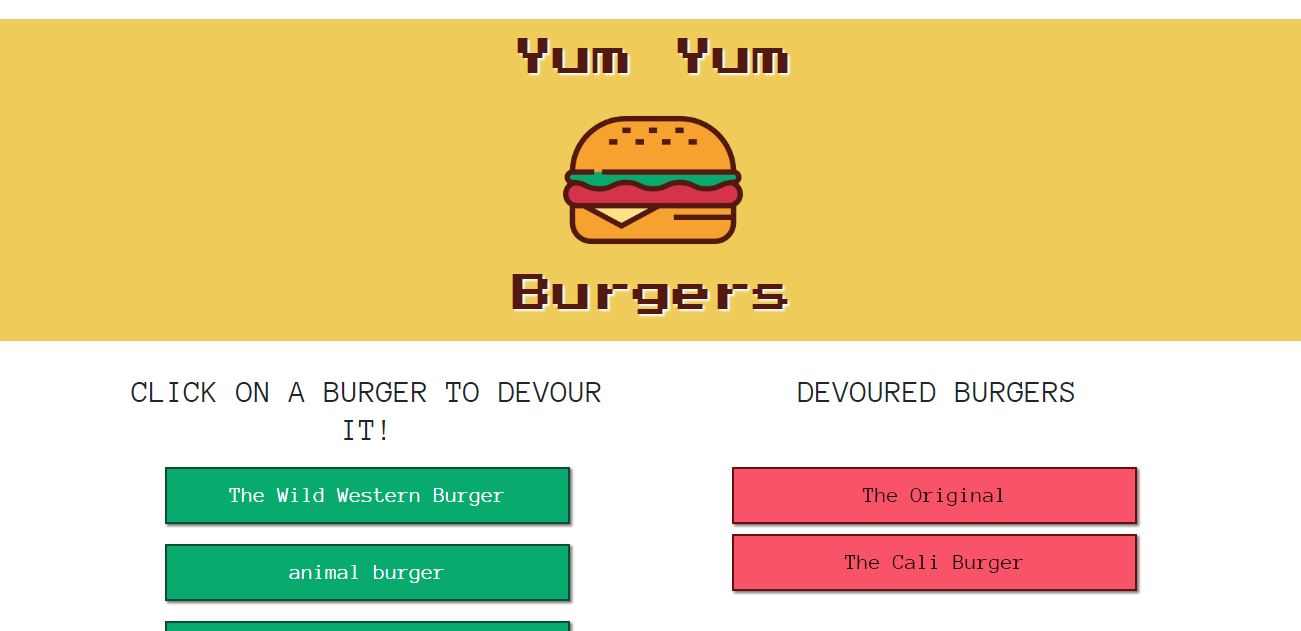 Yum Yum
Burgers
CLICK ON A BURGER TO DEVOUR
IT!
The Wild Western Burger
animal burger
DEVOURED BURGERS
The Original
The Cali Burger